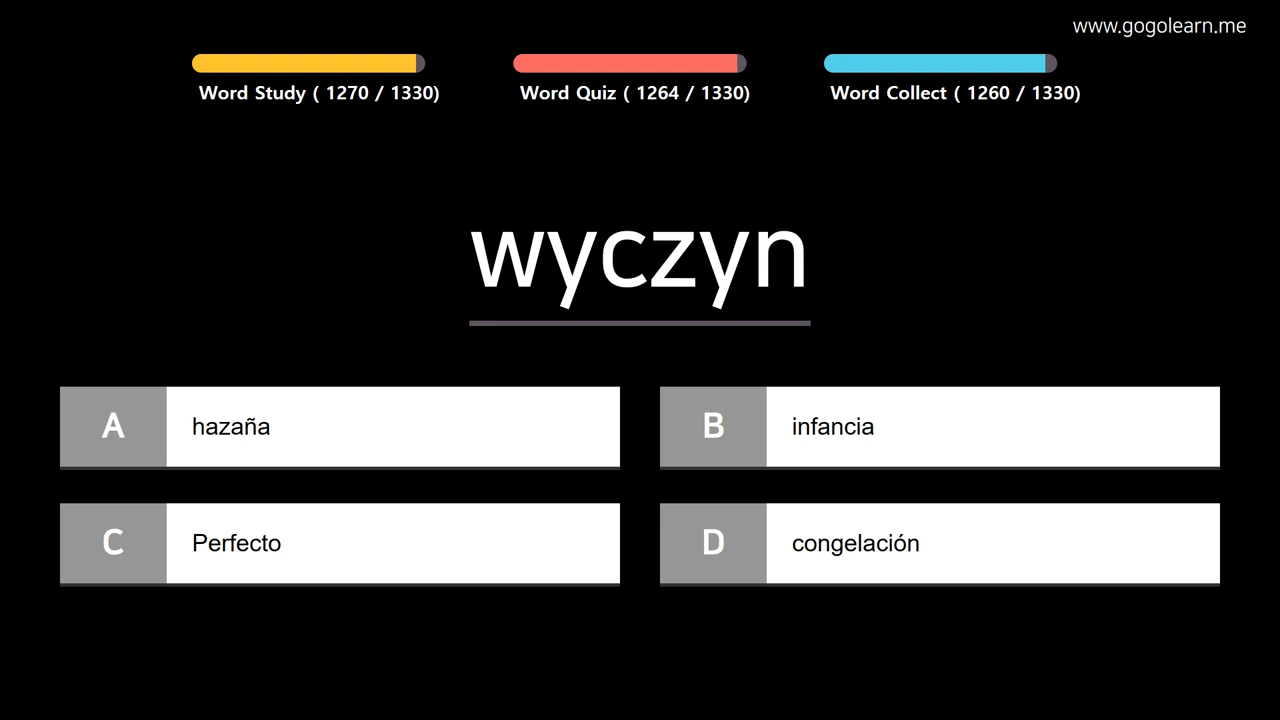 www.gogolearn.me
Word Study ( 1270 / 1330)
Word Quiz ( 1264 / 1330)
Word Collect ( 1260 / 1330)
wyczyn
A hazaña
B infancia
C Perfecto
D congelación